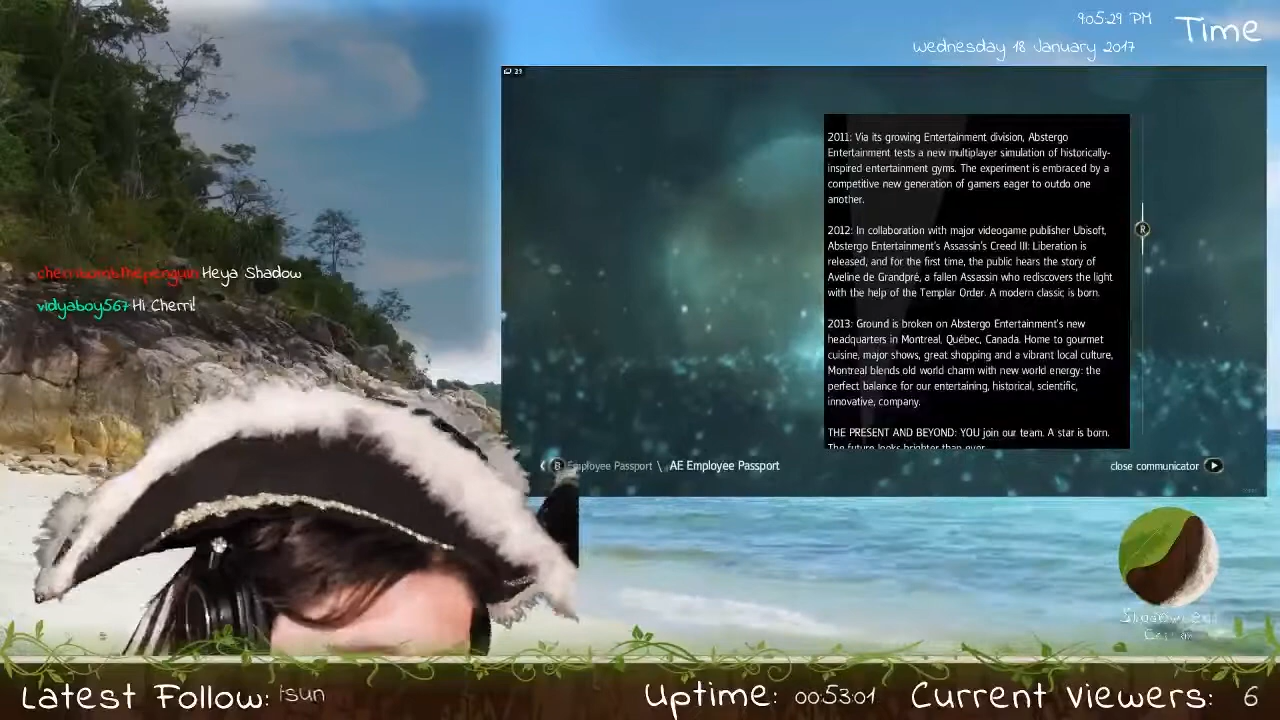 9:05:29 PM
Time
Wednesday 18 January 2017
cherribombthepenguin Heya Shadow
vidyaboy567 Hi Cherri!
2011: Via its growing Entertainment division, Abstergo
Entertainment tests a new multiplayer simulation of historically-
inspired entertainment gyms. The experiment is embraced by a
competitive new generation of gamers eager to outdo one
another.
2012: In collaboration with major videogame publisher Ubisoft,
Abstergo Entertainment's Assassin's Creed III: Liberation is
released, and for the first time, the public hears the story of
Aveline de Grandpré, a fallen Assassin who rediscovers the light
with the help of the Templar Order. A modern classic is born.
2013: Ground is broken on Abstergo Entertainment's new
headquarters in Montreal, Québec, Canada. Home to gourmet
cuisine, major shows, great shopping and a vibrant local culture,
Montreal blends old world charm with new world energy: the
perfect balance for our entertaining, historical, scientific,
innovative, company.
THE PRESENT AND BEYOND: YOU join our team. A star is born.
The future looks brighter than ever.
R
B Employee Passport \ AE Employee Passport
close communicator
Latest Follow: tsun
Uptime: 00:53:01
Current Viewers: 6